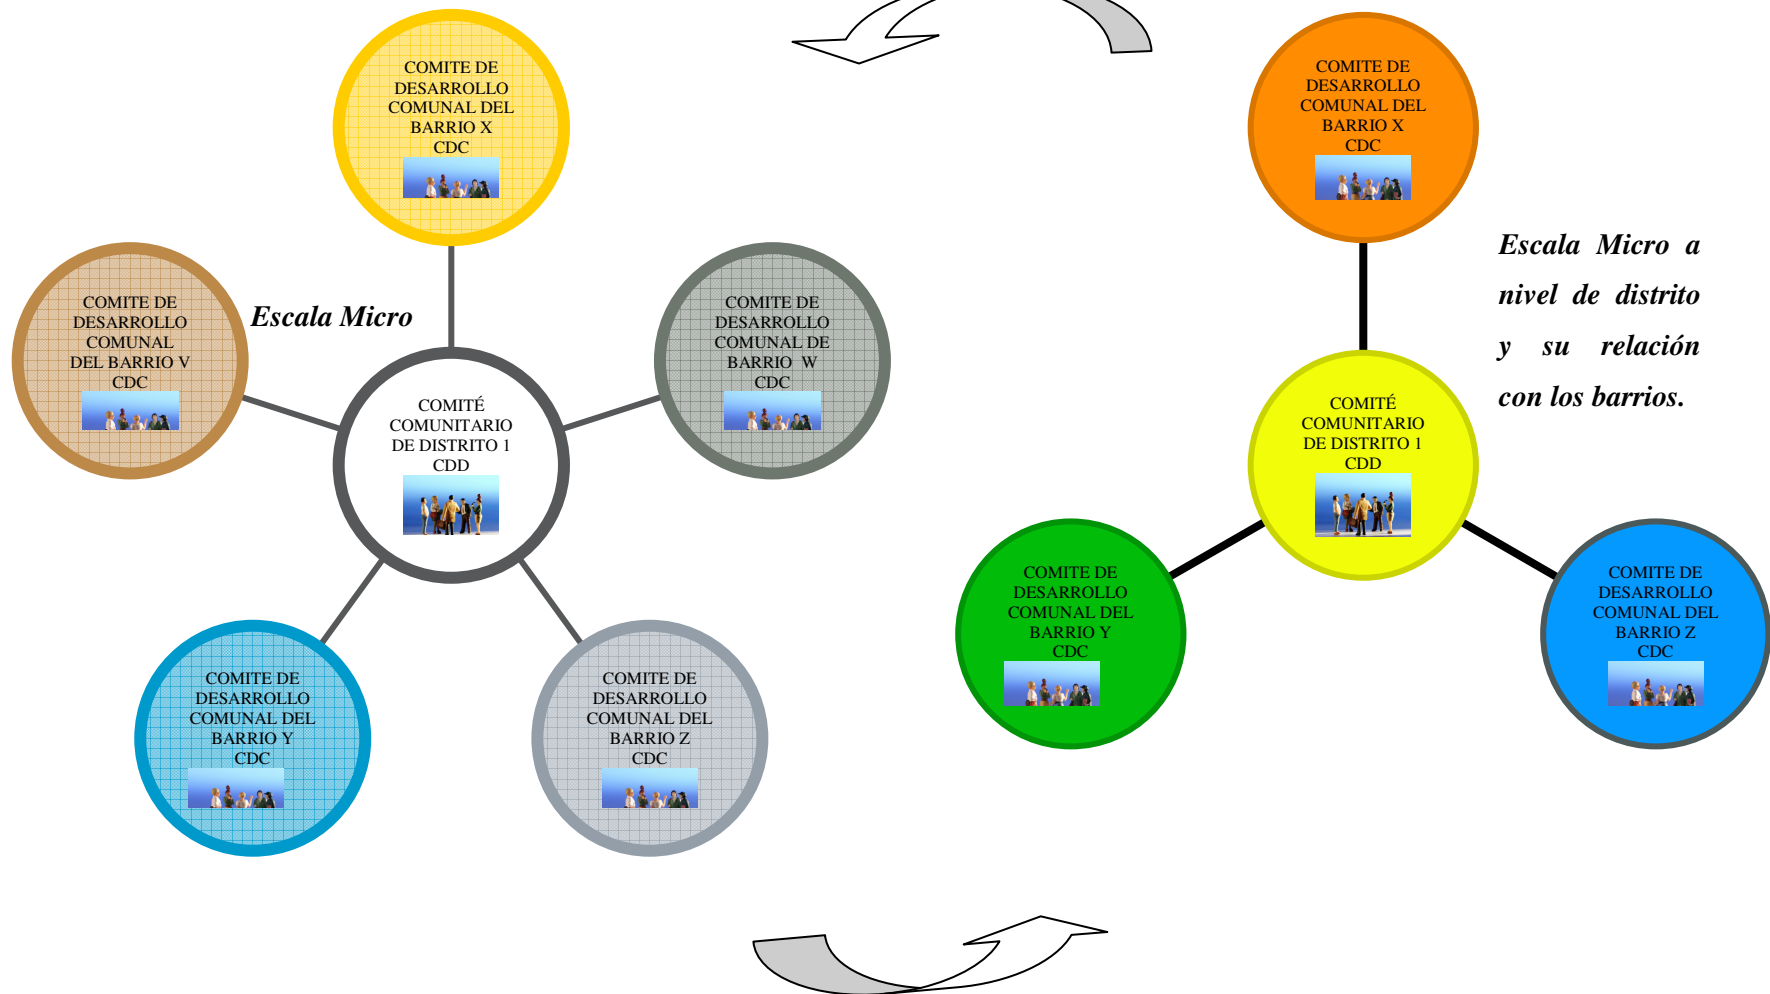 COMITE DE
DESARROLLO
COMUNAL DEL
BARRIO X
CDC
COMITE DE
DESARROLLO
COMUNAL
DEL BARRIO V
CDC
Escala Micro
COMITE DE
DESARROLLO
COMUNAL DE
BARRIO W
CDC
COMITÉ
COMUNITARIO
DE DISTRITO 1
CDD
COMITE DE
DESARROLLO
COMUNAL DEL
BARRIO Y
CDC
COMITE DE
DESARROLLO
COMUNAL DEL
BARRIO Z
CDC
COMITE DE
DESARROLLO
COMUNAL DEL
BARRIO X
CDC
Escala Micro a
nivel de distrito
y su relación
con los barrios.
COMITÉ
COMUNITARIO
DE DISTRITO 1
CDD
COMITE DE
DESARROLLO
COMUNAL DEL
BARRIO Y
CDC
COMITE DE
DESARROLLO
COMUNAL DEL
BARRIO Z
CDC